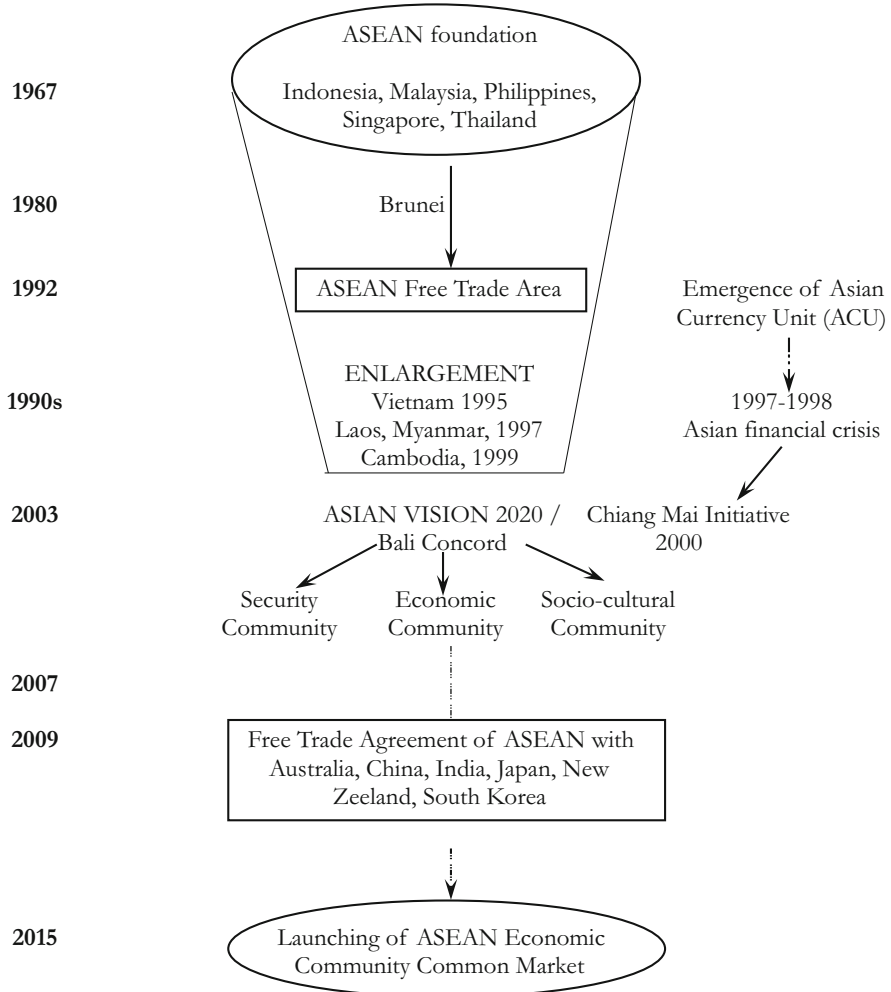 ASEAN foundation
1967
Indonesia, Malaysia, Philippines,
Singapore, Thailand
1980
Brunei
1992
ASEAN Free Trade Area
Emergence of Asian
Currency Unit (ACU)
ENLARGEMENT
1990s
Vietnam 1995
Laos, Myanmar, 1997
Cambodia, 1999
1997-1998
Asian financial crisis
2003
ASIAN VISION 2020 /
Bali Concord
Chiang Mai Initiative
2000
Security
Community
Economic
Community
Socio-cultural
Community
2007
2009
Free Trade Agreement of ASEAN with
Australia, China, India, Japan, New
Zeeland, South Korea
2015
Launching of ASEAN Economic
Community Common Market